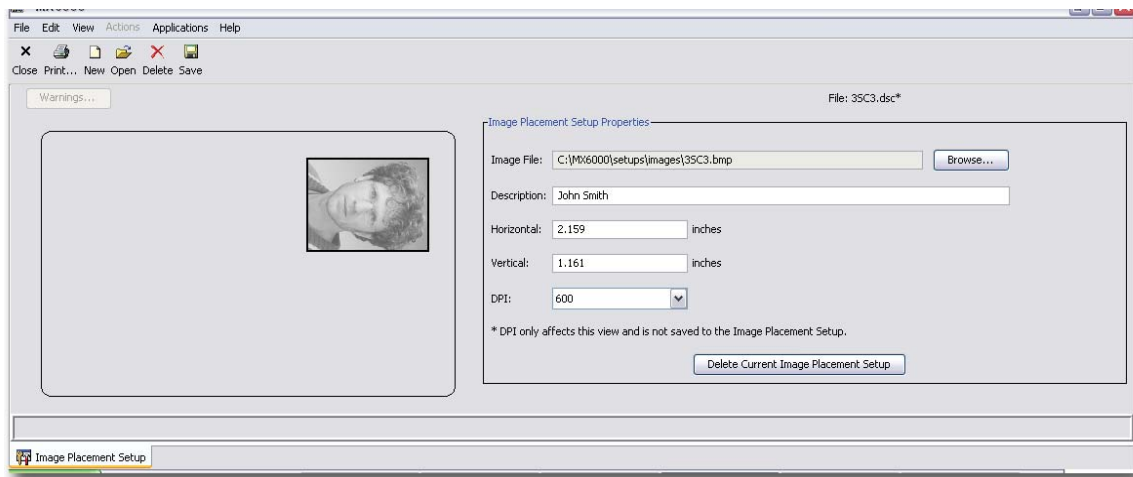 File Edit View Actions Applications Help
Close Print... New Open Delete Save
Warnings...
File: 3SC3.dsc*
Image Placement Setup Properties
Image File: C:\MX6000\setups\images\3SC3.bmp Browse...
Description: John Smith
Horizontal: 2.159 inches
Vertical: 1.161 inches
DPI: 600
* DPI only affects this view and is not saved to the Image Placement Setup.
Delete Current Image Placement Setup
Image Placement Setup